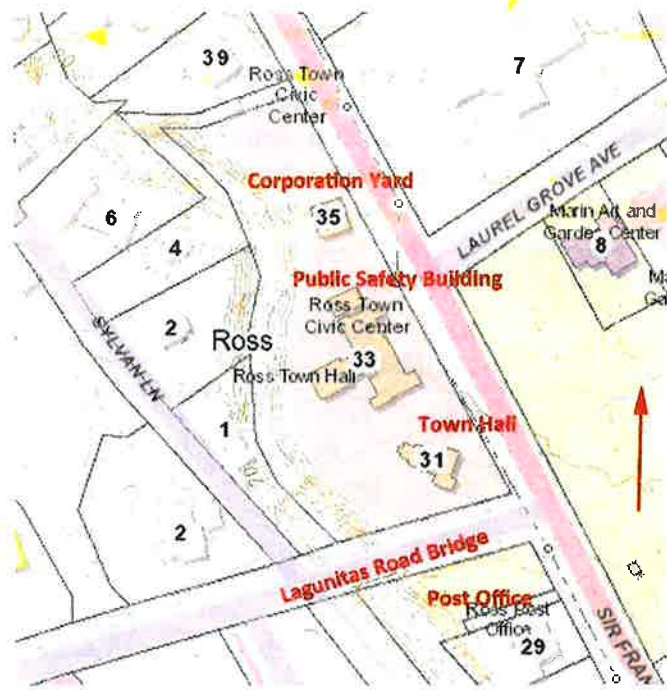 39
Ross Town
Civic
Center
7
Corporation Yard
35
LAUREL GROVE AVE
Marin Art and
Garden Center
8
6
4
Public Safety Building
Ross Town
Civic Center
2
Ross
33
SYLVAN LN
Ross Town Hall
1
Town Hall
31
2
Lagunitas Road Bridge
Post Office
Ross Post
Office
29
SIR FRAN